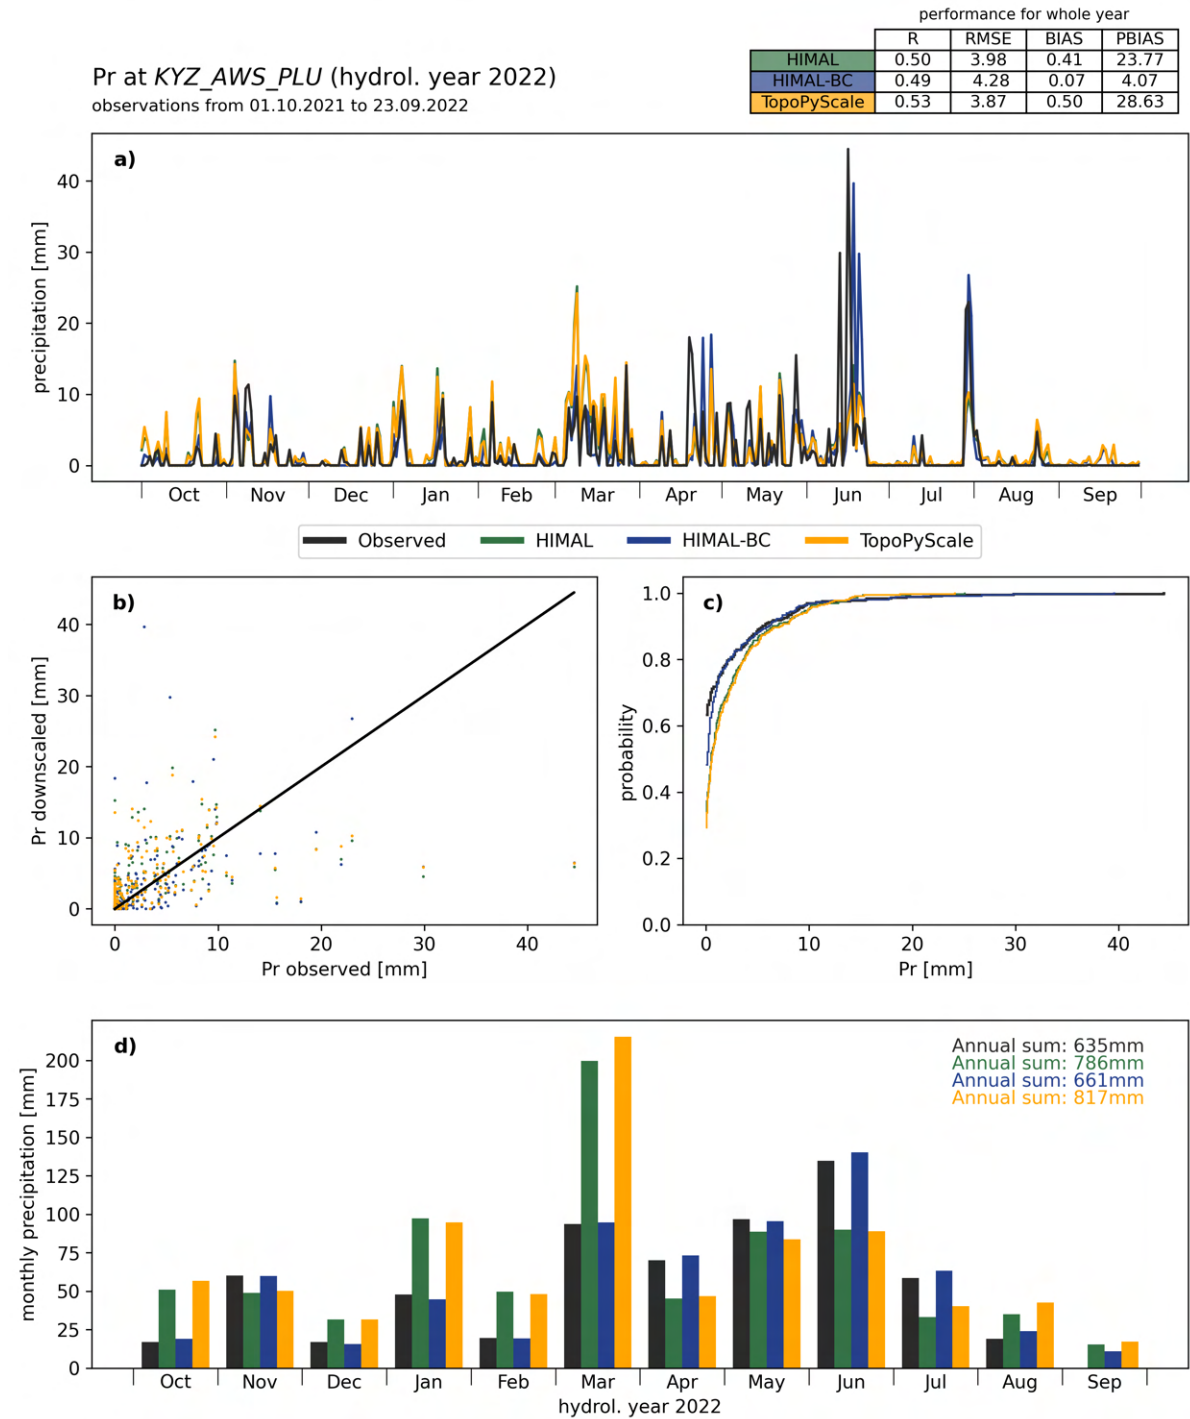 performance for whole year
R RMSE BIAS PBIAS
HIMAL 0.50 3.98 0.41 23.77
HIMAL-BC 0.49 4.28 0.07 4.07
TopoPyScale 0.53 3.87 0.50 28.63
Pr at KYZ_AWS_PLU (hydrol. year 2022)
observations from 01.10.2021 to 23.09.2022
a)
precipitation [mm]
40
30
20
10
0
Oct Nov Dec Jan Feb Mar Apr May Jun Jul Aug Sep
Observed HIMAL HIMAL-BC TopoPyScale
b)
Pr downscaled [mm]
40
30
20
10
0
0 10 20 30 40
Pr observed [mm]
c)
probability
1.0
0.8
0.6
0.4
0.2
0.0
0 10 20 30 40
Pr [mm]
d)
Annual sum: 635mm
Annual sum: 786mm
Annual sum: 661mm
Annual sum: 817mm
monthly precipitation [mm]
200
175
150
125
100
75
50
25
0
Oct Nov Dec Jan Feb Mar Apr May Jun Jul Aug Sep
hydrol. year 2022